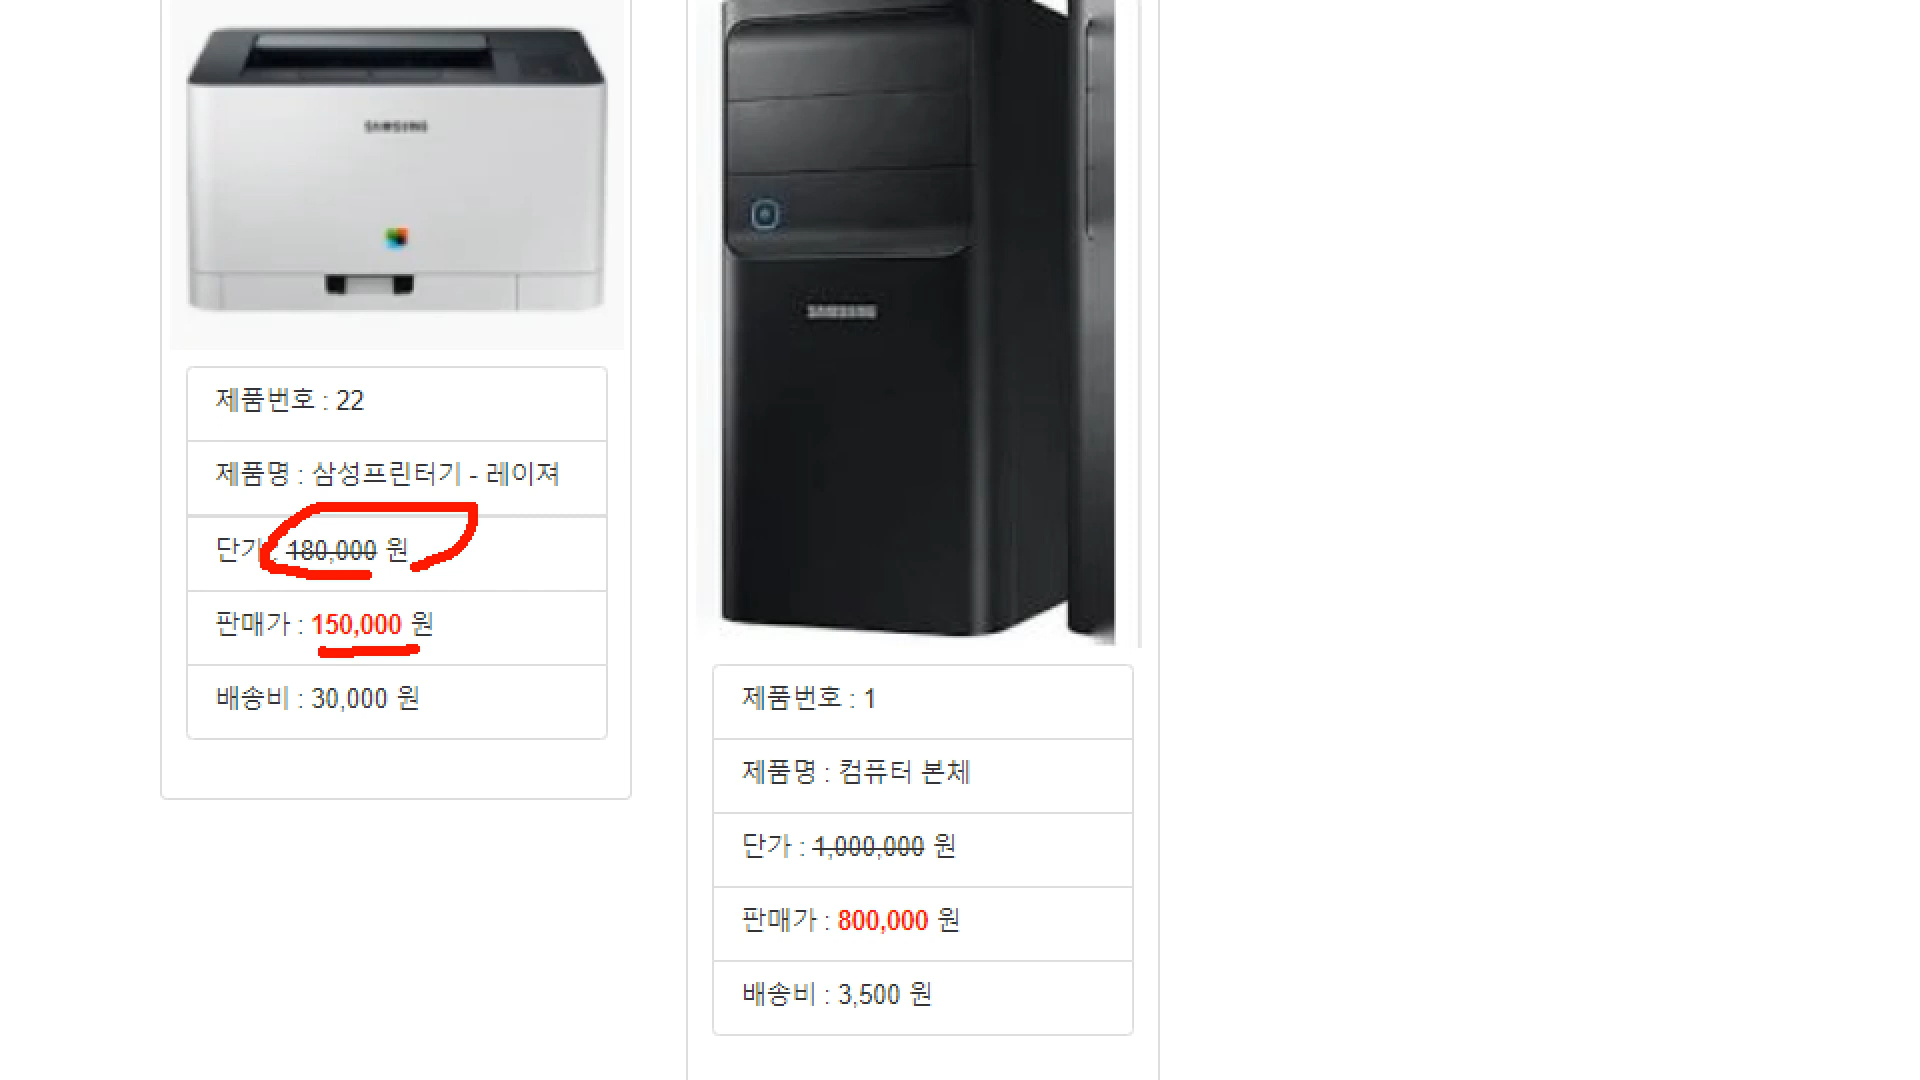 SAMSUNG
제품번호 : 22
제품명 : 삼성프린터기 - 레이져
단가 : 180,000 원
판매가 : 150,000 원
배송비 : 30,000 원
SAMSUNG
제품번호 : 1
제품명 : 컴퓨터 본체
단가 : 1,000,000 원
판매가 : 800,000 원
배송비 : 3,500 원